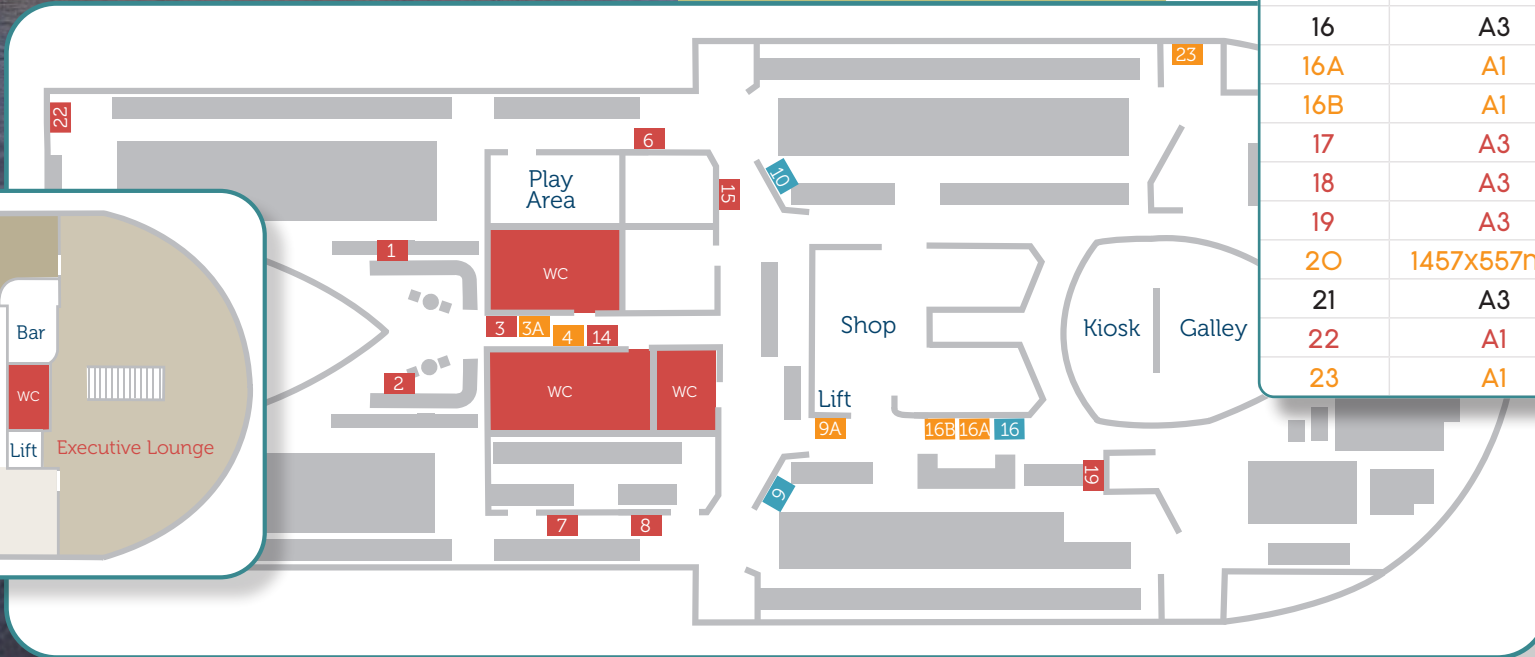 16 A3
16A A1
16B A1
17 A3
18 A3
19 A3
20
21 A3
22 A1
23 A1
23
22
6
Play
Area
15
10
1
WC
3
3A
4
14
2
WC
WC
Shop
Kiosk
Galley
Lift
9A
16B
16A
16
19
9
7
8
Bar
WC
Lift
Executive Lounge